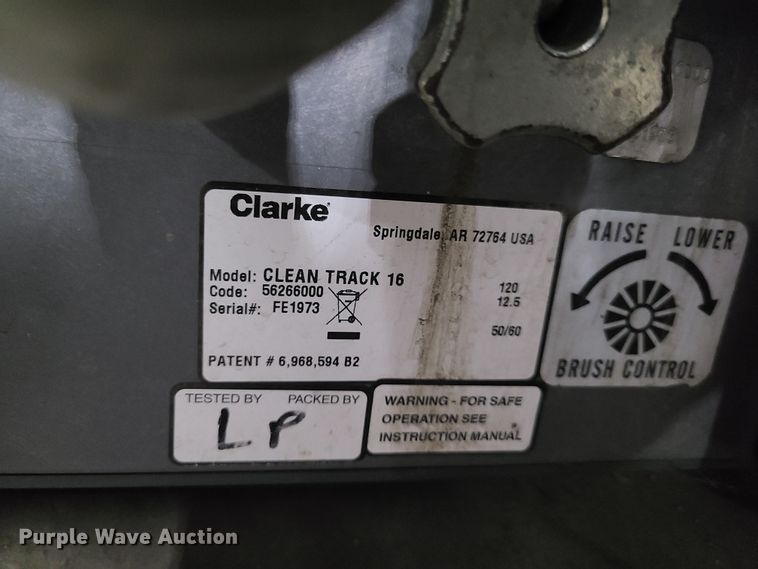 Clarke
Springdale, AR 72764 USA
Model: CLEAN TRACK 16
Code: 56266000
120
12.5
Serial#: FE1973
50/60
PATENT # 6,968,594 B2
RAISE LOWER
BRUSH CONTROL
TESTED BY PACKED BY
LP
WARNING - FOR SAFE
OPERATION SEE
INSTRUCTION MANUAL
Purple Wave Auction